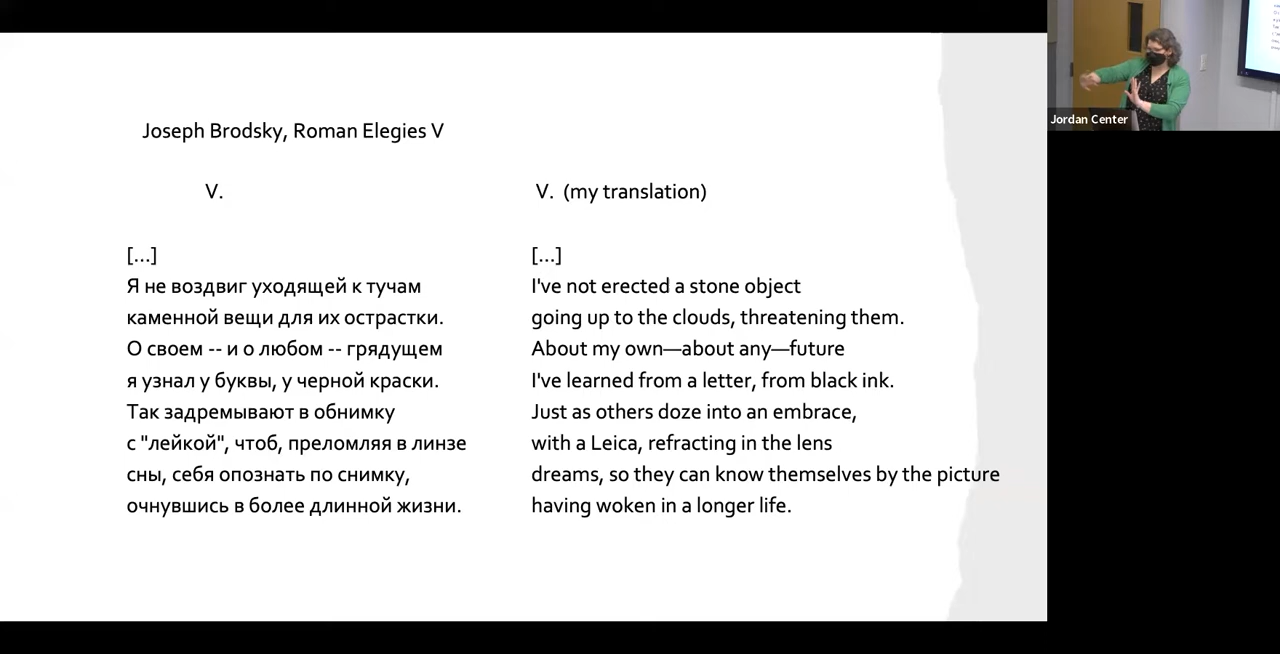 Joseph Brodsky, Roman Elegies V
V.
[...]
Я не воздвиг уходящей к тучам
каменной вещи для их острастки.
О своем -- и о любом -- грядущем
я узнал у буквы, у черной краски.
Так задремывают в обнимку
с "лейкой", чтоб, преломляя в линзе
сны, себя опознать по снимку,
очнувшись в более длинной жизни.
V. (my translation)
[...]
I've not erected a stone object
going up to the clouds, threatening them.
About my own—about any—future
I've learned from a letter, from black ink.
Just as others doze into an embrace,
with a Leica, refracting in the lens
dreams, so they can know themselves by the picture
having woken in a longer life.
Jordan Center